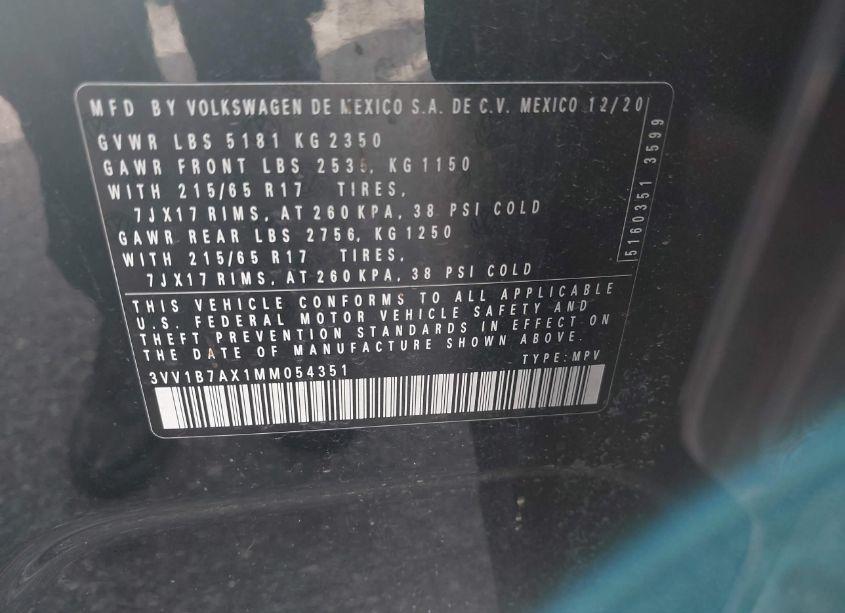 MFD BY VOLKSWAGEN DE MEXICO S.A. DE C.V. MEXICO 12/20
GVWR LBS 5181 KG 2350
GAWR FRONT LBS 2535, KG 1150
WITH 215/65 R17 TIRES,
7JX17 RIMS, AT 260 KPA, 38 PSI COLD
GAWR REAR LBS 2756, KG 1250
WITH 215/65 R17 TIRES,
7JX17 RIMS, AT 260 KPA, 38 PSI COLD
5160351 3599
THIS VEHICLE CONFORMS TO ALL APPLICABLE
U.S. FEDERAL MOTOR VEHICLE SAFETY AND
THEFT PREVENTION STANDARDS IN EFFECT ON
THE DATE OF MANUFACTURE SHOWN ABOVE.
3VV1B7AX1MM054351 TYPE: MPV